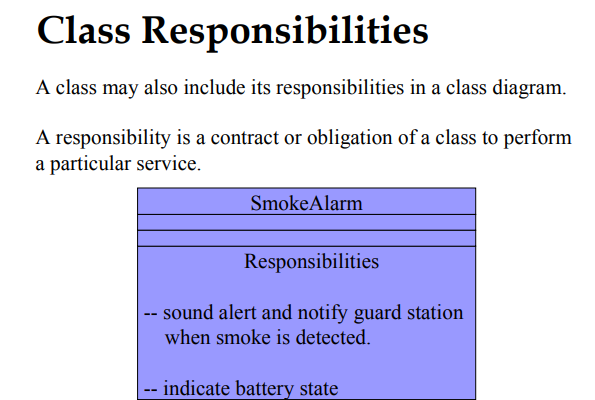 Class Responsibilities
A class may also include its responsibilities in a class diagram.
A responsibility is a contract or obligation of a class to perform
a particular service.
SmokeAlarm
Responsibilities
-- sound alert and notify guard station
when smoke is detected.
-- indicate battery state